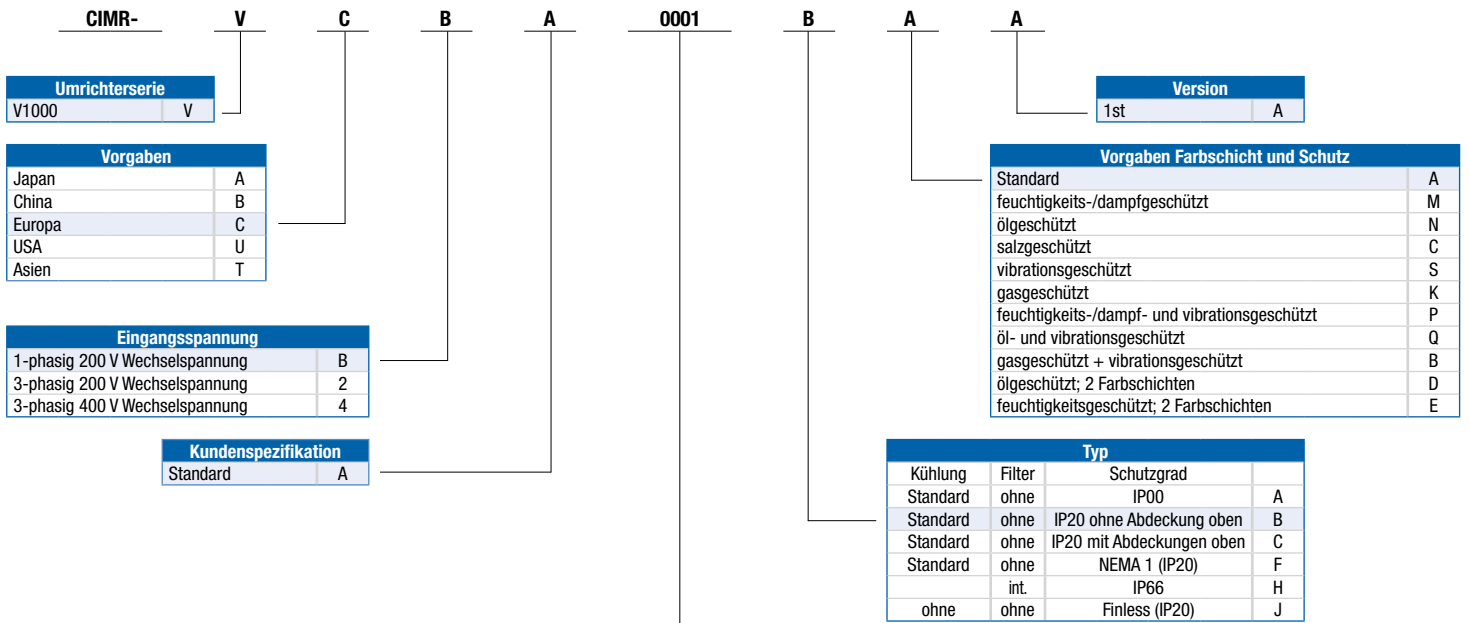 CIMR- V C B A 0001 B A A
Umrichterserie
V1000 V
Version
1st A
Vorgaben
Japan A
China B
Europa C
USA U
Asien T
Vorgaben Farbschicht und Schutz
Standard A
feuchtigkeits-/dampfgeschützt M
ölgeschützt N
salzgeschützt C
vibrationsgeschützt S
gasgeschützt K
feuchtigkeits-/dampf- und vibrationsgeschützt P
öl- und vibrationsgeschützt Q
gasgeschützt + vibrationsgeschützt B
ölgeschützt; 2 Farbschichten D
feuchtigkeitsgeschützt; 2 Farbschichten E
Eingangsspannung
1-phasig 200 V Wechselspannung B
3-phasig 200 V Wechselspannung 2
3-phasig 400 V Wechselspannung 4
Kundenspezifikation
Standard A
Typ
Kühlung Filter Schutzgrad
Standard ohne IP00 A
Standard ohne IP20 ohne Abdeckung oben B
Standard ohne IP20 mit Abdeckungen oben C
Standard ohne NEMA 1 (IP20) F
int. IP66 H
ohne ohne Finless (IP20) J